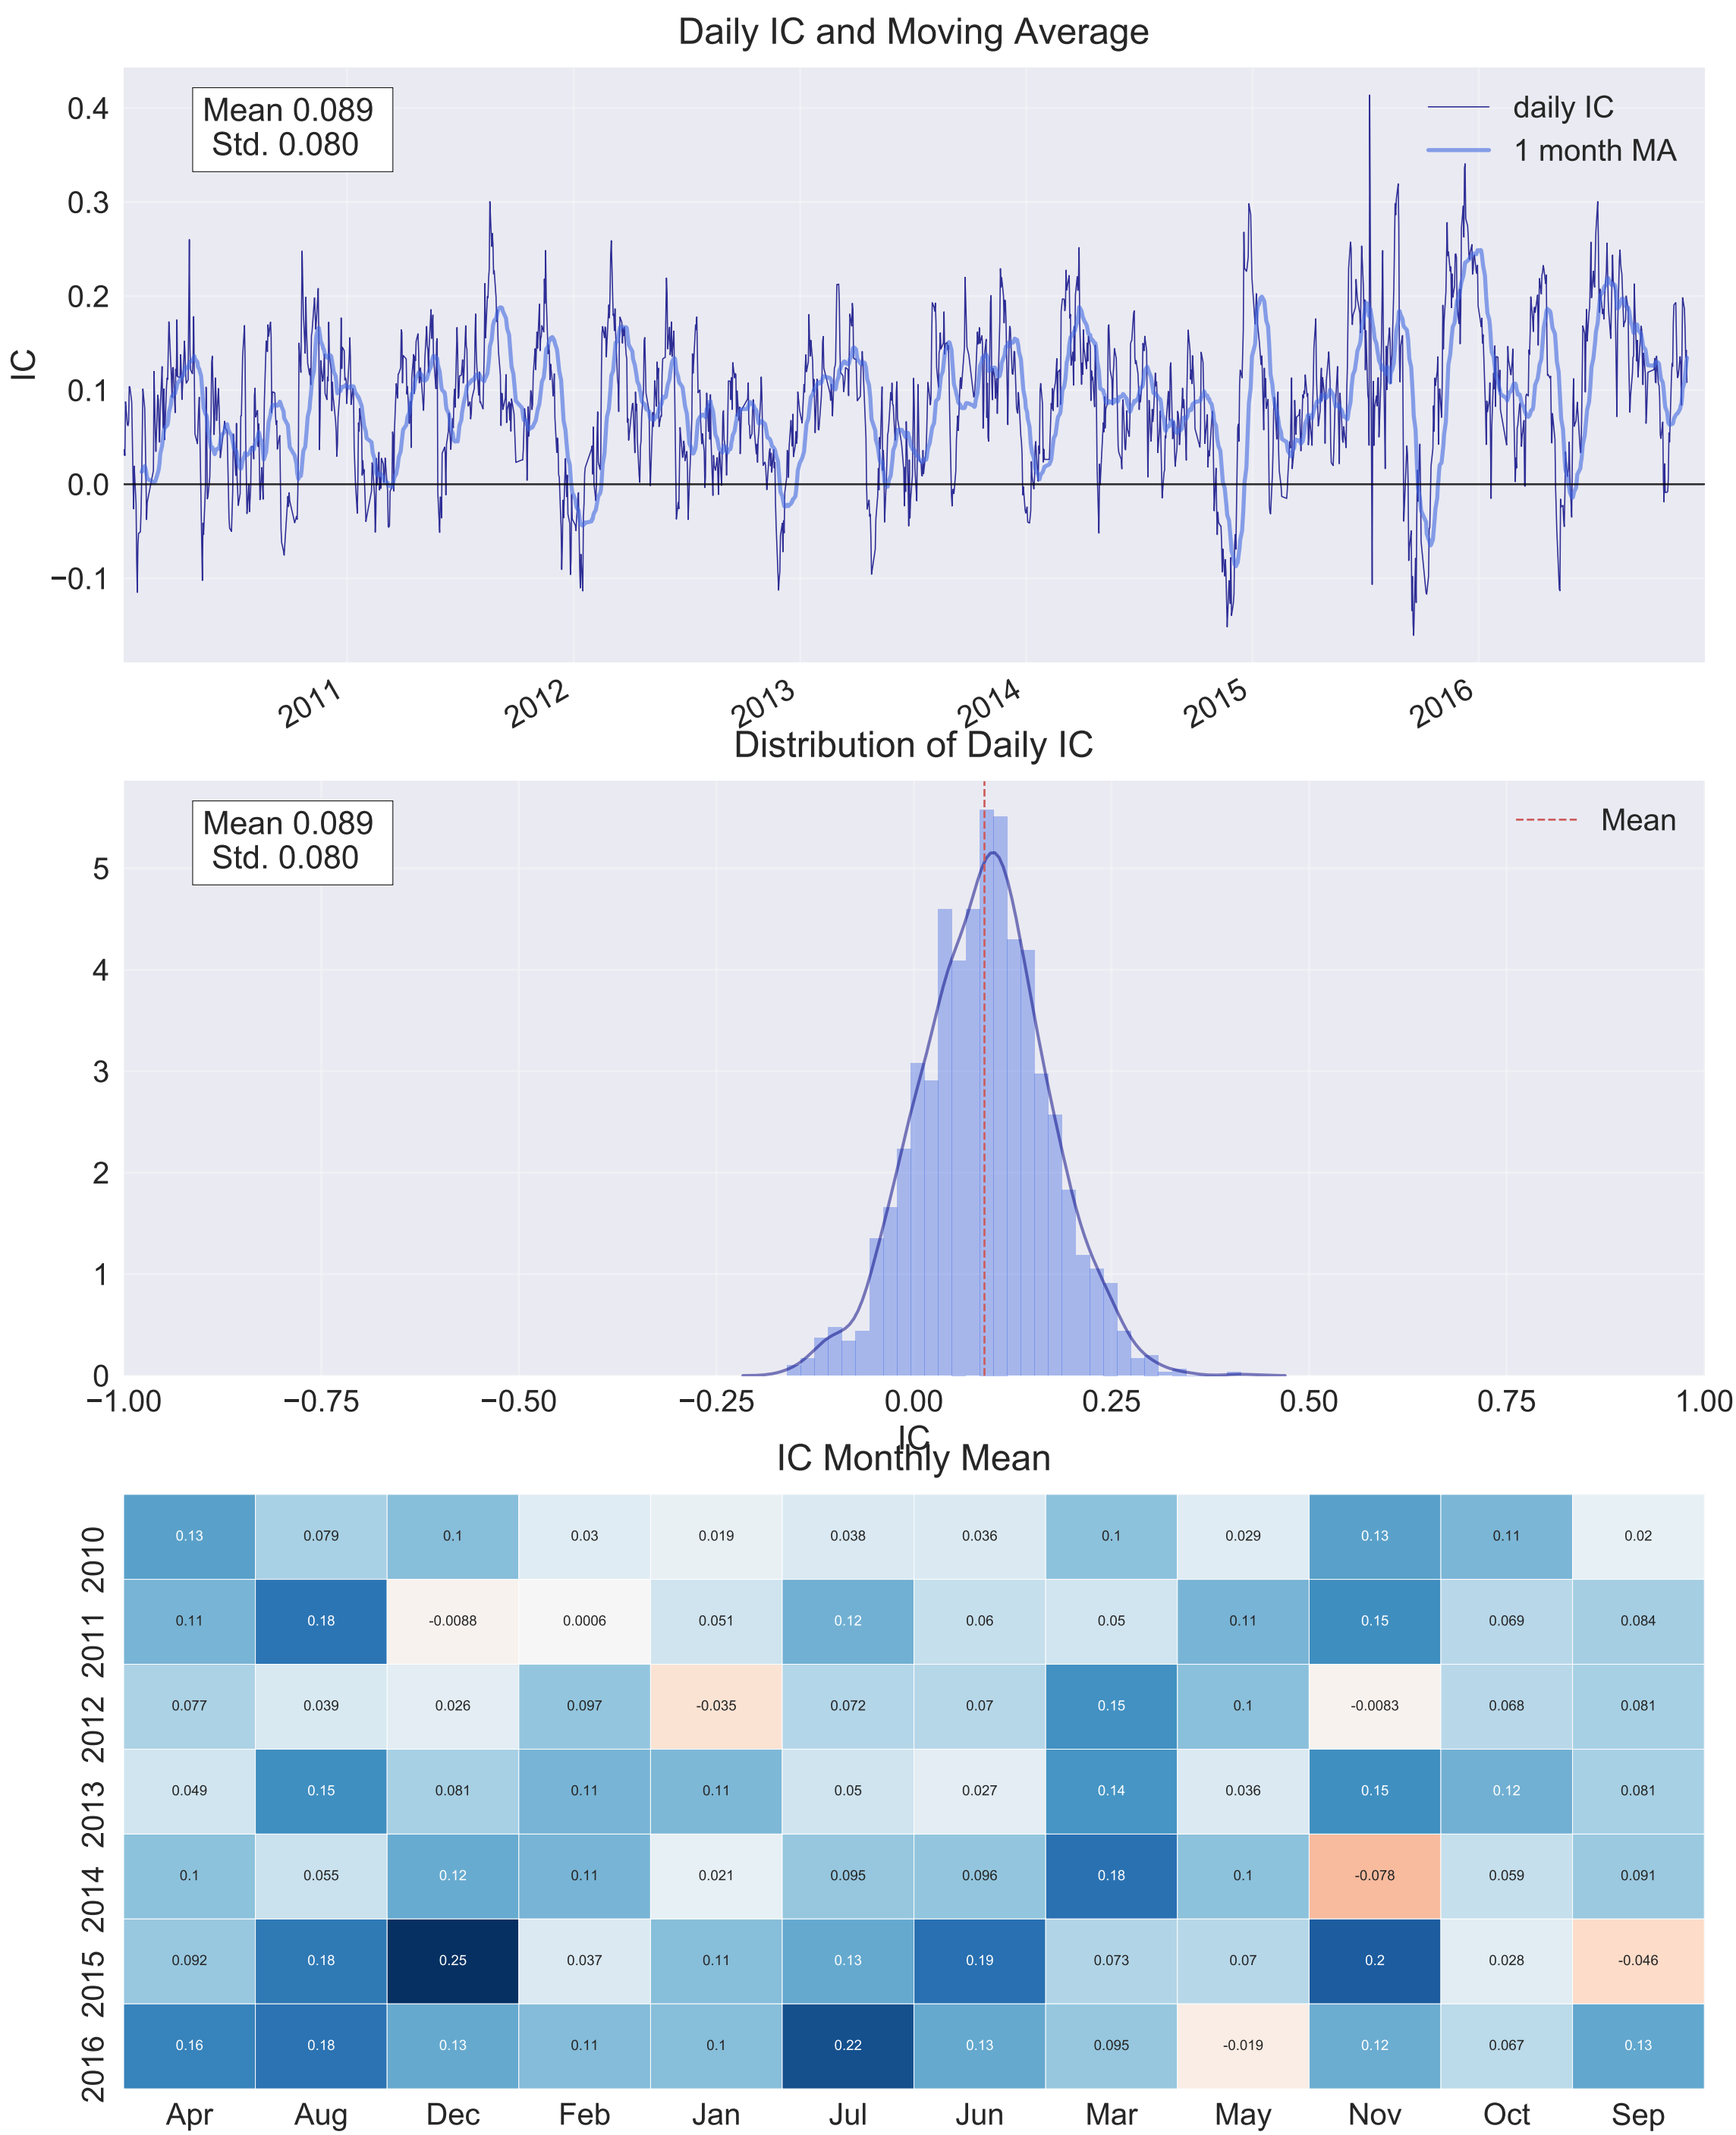 Daily IC and Moving Average
Mean 0.089
Std. 0.080
daily IC
1 month MA
IC
0.4
0.3
0.2
0.1
0.0
−0.1
2011 2012 2013 2014 2015 2016
Distribution of Daily IC
Mean 0.089
Std. 0.080
Mean
5
4
3
2
1
0
−1.00 −0.75 −0.50 −0.25 0.00 0.25 0.50 0.75 1.00
IC
IC Monthly Mean
2010 0.13 0.079 0.1 0.03 0.019 0.038 0.036 0.1 0.029 0.13 0.11 0.02
2011 0.11 0.18 -0.0088 0.0006 0.051 0.12 0.06 0.05 0.11 0.15 0.069 0.084
2012 0.077 0.039 0.026 0.097 -0.035 0.072 0.07 0.15 0.1 -0.0083 0.068 0.081
2013 0.049 0.15 0.081 0.11 0.11 0.05 0.027 0.14 0.036 0.15 0.12 0.081
2014 0.1 0.055 0.12 0.11 0.021 0.095 0.096 0.18 0.1 -0.078 0.059 0.091
2015 0.092 0.18 0.25 0.037 0.11 0.13 0.19 0.073 0.07 0.2 0.028 -0.046
2016 0.16 0.18 0.13 0.11 0.1 0.22 0.13 0.095 -0.019 0.12 0.067 0.13
Apr Aug Dec Feb Jan Jul Jun Mar May Nov Oct Sep